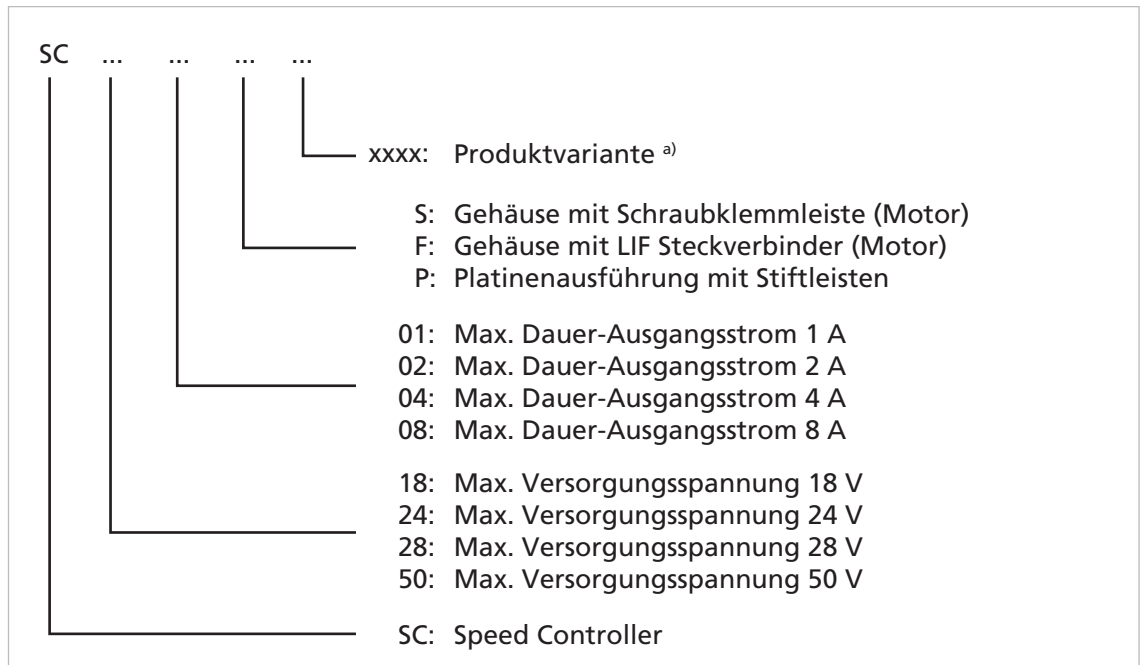 SC ... ... ... ...
xxxx: Produktvariante a)
S: Gehäuse mit Schraubklemmleiste (Motor)
F: Gehäuse mit LIF Steckverbinder (Motor)
P: Platinenausführung mit Stiftleisten
01: Max. Dauer-Ausgangsstrom 1 A
02: Max. Dauer-Ausgangsstrom 2 A
04: Max. Dauer-Ausgangsstrom 4 A
08: Max. Dauer-Ausgangsstrom 8 A
18: Max. Versorgungsspannung 18 V
24: Max. Versorgungsspannung 24 V
28: Max. Versorgungsspannung 28 V
50: Max. Versorgungsspannung 50 V
SC: Speed Controller